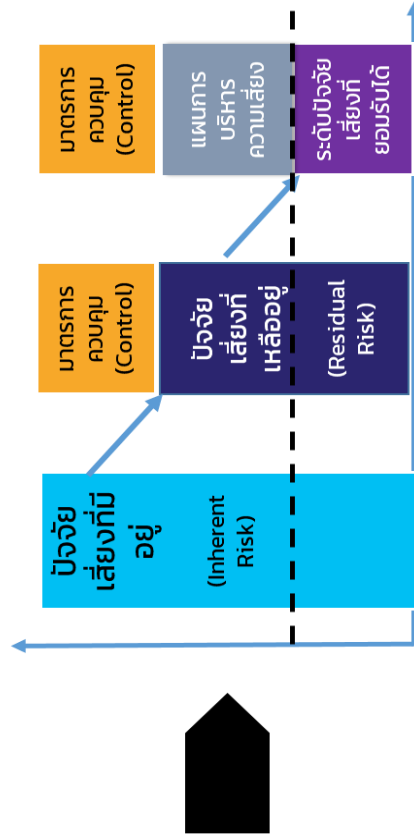 ปัจจัย
เสี่ยงที่มี
อยู่
(Inherent
Risk)
มาตรการ
ควบคุม
(Control)
ปัจจัย
เสี่ยงที่
เหลืออยู่
(Residual
Risk)
มาตรการ
ควบคุม
(Control)
แผนการ
บริหาร
ความเสี่ยง
ระดับปัจจัย
เสี่ยงที่
ยอมรับได้